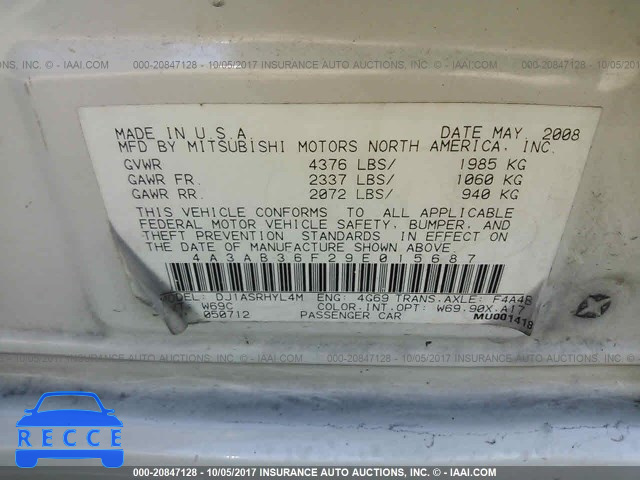 © - IAAI.COM 000-20847128 - 10/05/2017 INSURANCE AUTO AUCTIONS, INC. © - IAAI.COM
MADE IN U.S.A. DATE MAY, 2008
MFD BY MITSUBISHI MOTORS NORTH AMERICA, INC.
GVWR 4376 LBS/ 1985 KG
GAWR FR. 2337 LBS/ 1060 KG
GAWR RR. 2072 LBS/ 940 KG
THIS VEHICLE CONFORMS TO ALL APPLICABLE
FEDERAL MOTOR VEHICLE SAFETY, BUMPER, AND
THEFT PREVENTION STANDARDS IN EFFECT ON
THE DATE OF MANUFACTURE SHOWN ABOVE
4A3AB36F29E015687
MODEL: DJ1ASRHYL4M ENG: 4G69 TRANS.AXLE: F4A4B
W69C COLOR.INT.OPT: W69.90X.A17
050712 PASSENGER CAR MU001419
© - IAAI.COM 000-20847128 - 10/05/2017 INSURANCE AUTO AUCTIONS, INC. © - IAAI.COM
RECCE
000-20847128 - 10/05/2017 INSURANCE AUTO AUCTIONS, INC. © - IAAI.COM